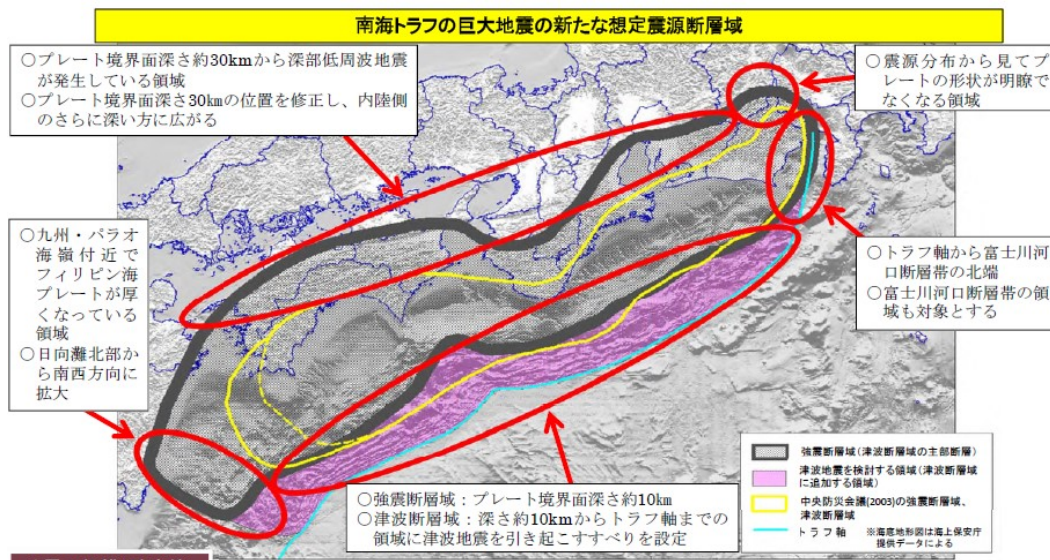 南海トラフの巨大地震の新たな想定震源断層域
○プレート境界面深さ約30kmから深部低周波地震
が発生している領域
○プレート境界面深さ30㎞の位置を修正し、内陸側
のさらに深い方に広がる
○震源分布から見てプ
レートの形状が明瞭で
なくなる領域
○九州・パラオ
海嶺付近で
フィリピン海
プレートが厚
くなっている
領域
○日向灘北部か
ら南西方向に
拡大
○トラフ軸から富士川河
口断層帯の北端
○富士川河口断層帯の領
域も対象とする
○強震断層域：プレート境界面深さ約10km
○津波断層域：深さ約10kmからトラフ軸までの
領域に津波地震を引き起こすすべりを設定
強震断層域(津波断層域の主部断層)
津波地震を検討する領域(津波断層域
に追加する領域)
中央防災会議(2003)の強震断層域、
津波断層域
トラフ軸 ※海底地形図は海上保安庁
提供データによる